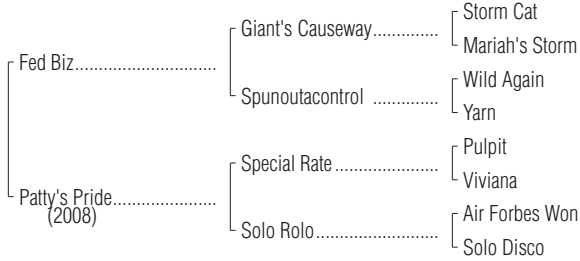 Storm Cat
Giant's Causeway..............
Mariah's Storm
Fed Biz..............................
Wild Again
Spunoutacontrol ..............
Yarn
Pulpit
Special Rate ......................
Viviana
Patty's Pride......................
(2008)
Air Forbes Won
Solo Rolo..........................
Solo Disco